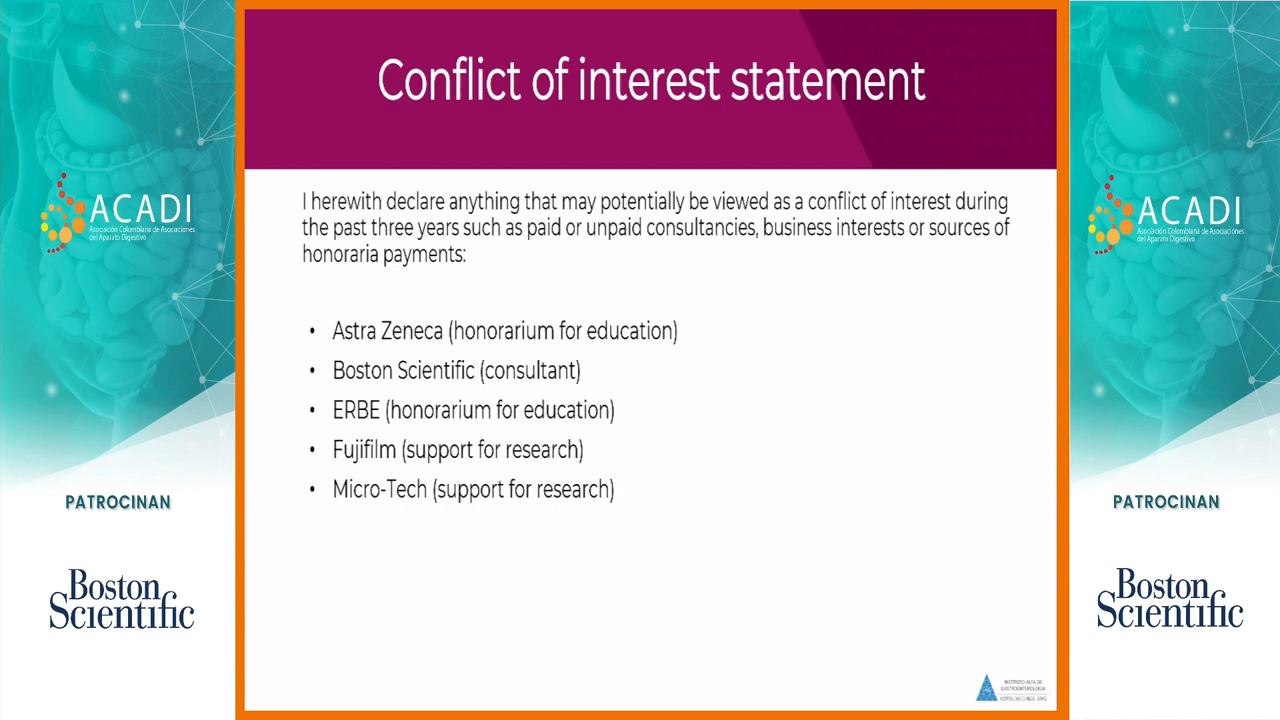 Conflict of interest statement
I herewith declare anything that may potentially be viewed as a conflict of interest during
the past three years such as paid or unpaid consultancies, business interests or sources of
honoraria payments:
• Astra Zeneca (honorarium for education)
• Boston Scientific (consultant)
• ERBE (honorarium for education)
• Fujifilm (support for research)
• Micro-Tech (support for research)
INSTITUTO ALFA DE
GASTROENTEROLOGIA
ACADI
Asociación Colombiana de Asociaciones
del Aparato Digestivo
PATROCINAN
Boston
Scientific
ACADI
Asociación Colombiana de Asociaciones
del Aparato Digestivo
PATROCINAN
Boston
Scientific